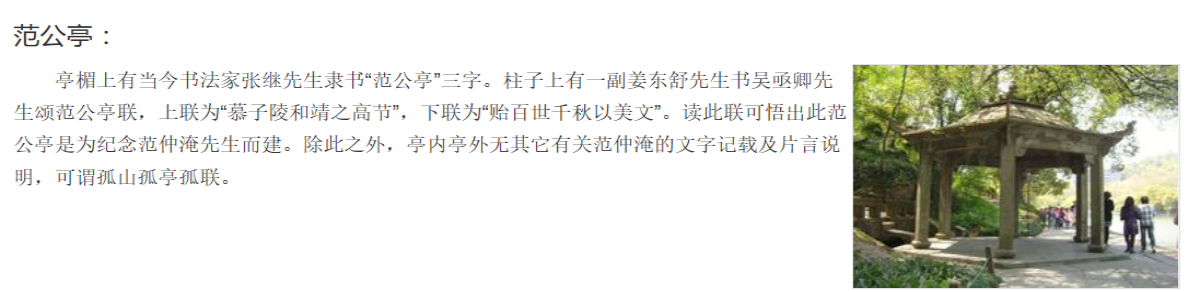 范公亭：
亭楣上有当今书法家张继先生隶书“范公亭”三字。柱子上有一副姜东舒先生书吴亟卿先
生颂范公亭联，上联为“慕子陵和靖之高节”，下联为“贻百世千秋以美文”。读此联可悟出此范
公亭是为纪念范仲淹先生而建。除此之外，亭内亭外无其它有关范仲淹的文字记载及片言说
明，可谓孤山孤亭孤联。